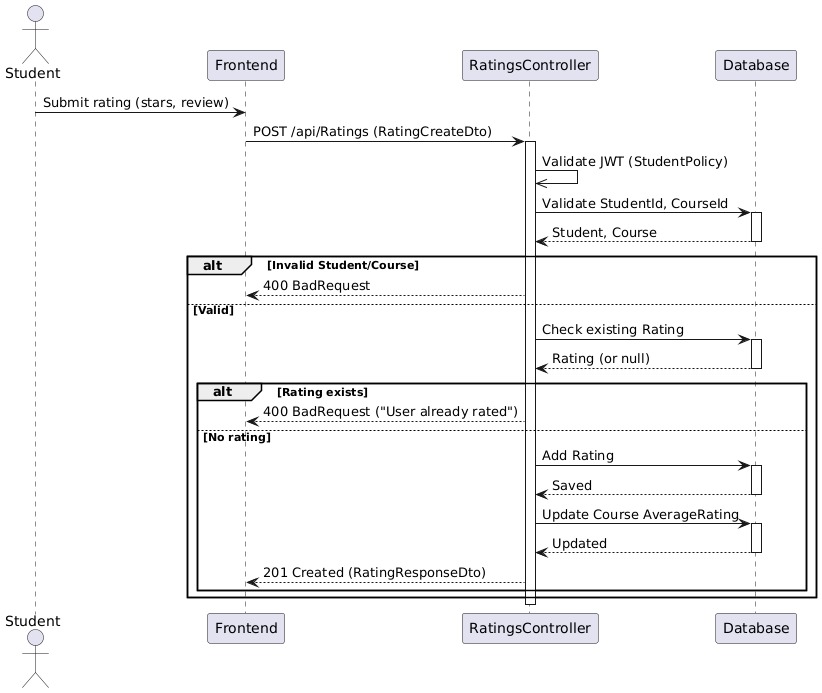 Student
Frontend
RatingsController
Database
Submit rating (stars, review)
POST /api/Ratings (RatingCreateDto)
Validate JWT (StudentPolicy)
Validate StudentId, CourseId
Student, Course
alt
[Invalid Student/Course]
400 BadRequest
[Valid]
Check existing Rating
Rating (or null)
alt
[Rating exists]
400 BadRequest ("User already rated")
[No rating]
Add Rating
Saved
Update Course AverageRating
Updated
201 Created (RatingResponseDto)
Student
Frontend
RatingsController
Database